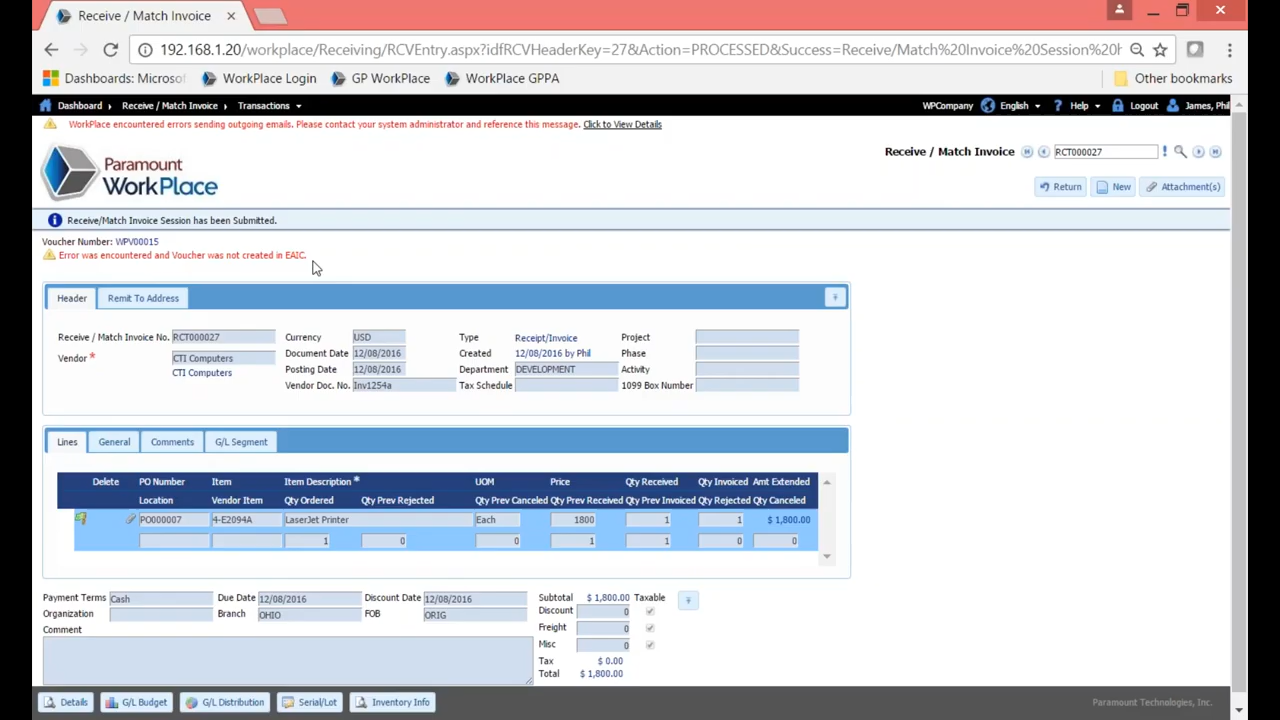 Receive / Match Invoice
192.168.1.20/workplace/Receiving/RCVEntry.aspx?idfRCVHeaderKey=27&Action=PROCESSED&Success=Receive/Match%20Invoice%20Session%20h
Dashboards: Microsof WorkPlace Login GP WorkPlace WorkPlace GPPA Other bookmarks
Dashboard Receive / Match Invoice Transactions WPCompany English Help Logout James, Phil
WorkPlace encountered errors sending outgoing emails. Please contact your system administrator and reference this message. Click to View Details
Receive / Match Invoice RCT000027
Paramount
WorkPlace
Return New Attachment(s)
Receive/Match Invoice Session has been Submitted.
Voucher Number: WPV00015
Error was encountered and Voucher was not created in EAIC.
Header Remit To Address
Receive / Match Invoice No. RCT000027 Currency USD Type Receipt/Invoice Project
Vendor * CTI Computers Document Date 12/08/2016 Created 12/08/2016 by Phil Phase
CTI Computers Posting Date 12/08/2016 Department DEVELOPMENT Activity
Vendor Doc. No. Inv1254a Tax Schedule 1099 Box Number
Lines General Comments G/L Segment
Delete PO Number Item Item Description * UOM Price Qty Received Qty Invoiced Amt Extended
Location Vendor Item Qty Ordered Qty Prev Rejected Qty Prev Canceled Qty Prev Received Qty Prev Invoiced Qty Rejected Qty Canceled
PO000007 4-E2094A LaserJet Printer Each 1800 1 1 $ 1,800.00
1 0 0 1 1 0 0
Payment Terms Cash Due Date 12/08/2016 Discount Date 12/08/2016 Subtotal $ 1,800.00 Taxable
Organization Branch OHIO FOB ORIG Discount 0
Comment Freight 0
Misc 0
Tax $ 0.00
Total $ 1,800.00
Details G/L Budget G/L Distribution Serial/Lot Inventory Info Paramount Technologies, Inc.